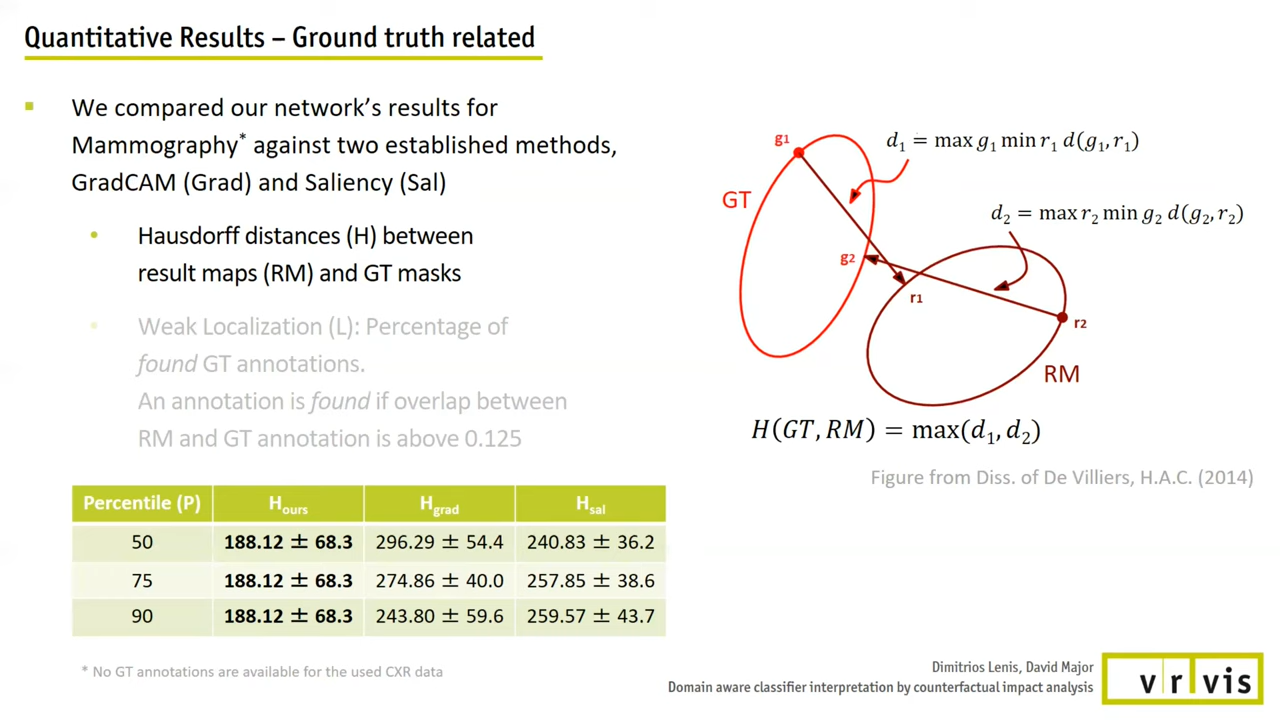 Quantitative Results – Ground truth related
We compared our network's results for
Mammography* against two established methods,
GradCAM (Grad) and Saliency (Sal)
Hausdorff distances (H) between
result maps (RM) and GT masks
Weak Localization (L): Percentage of
found GT annotations.
An annotation is found if overlap between
RM and GT annotation is above 0.125
g1
d₁ = max g₁ min r₁ d(g₁, r₁)
GT
d₂ = max r₂ min g₂ d(g₂, r₂)
g2
r1
r2
RM
H(GT, RM) = max(d₁, d₂)
Figure from Diss. of De Villiers, H.A.C. (2014)
Percentile (P) H_ours H_grad H_sal
50 188.12 ± 68.3 296.29 ± 54.4 240.83 ± 36.2
75 188.12 ± 68.3 274.86 ± 40.0 257.85 ± 38.6
90 188.12 ± 68.3 243.80 ± 59.6 259.57 ± 43.7
* No GT annotations are available for the used CXR data
Dimitrios Lenis, David Major
Domain aware classifier interpretation by counterfactual impact analysis
vrvis